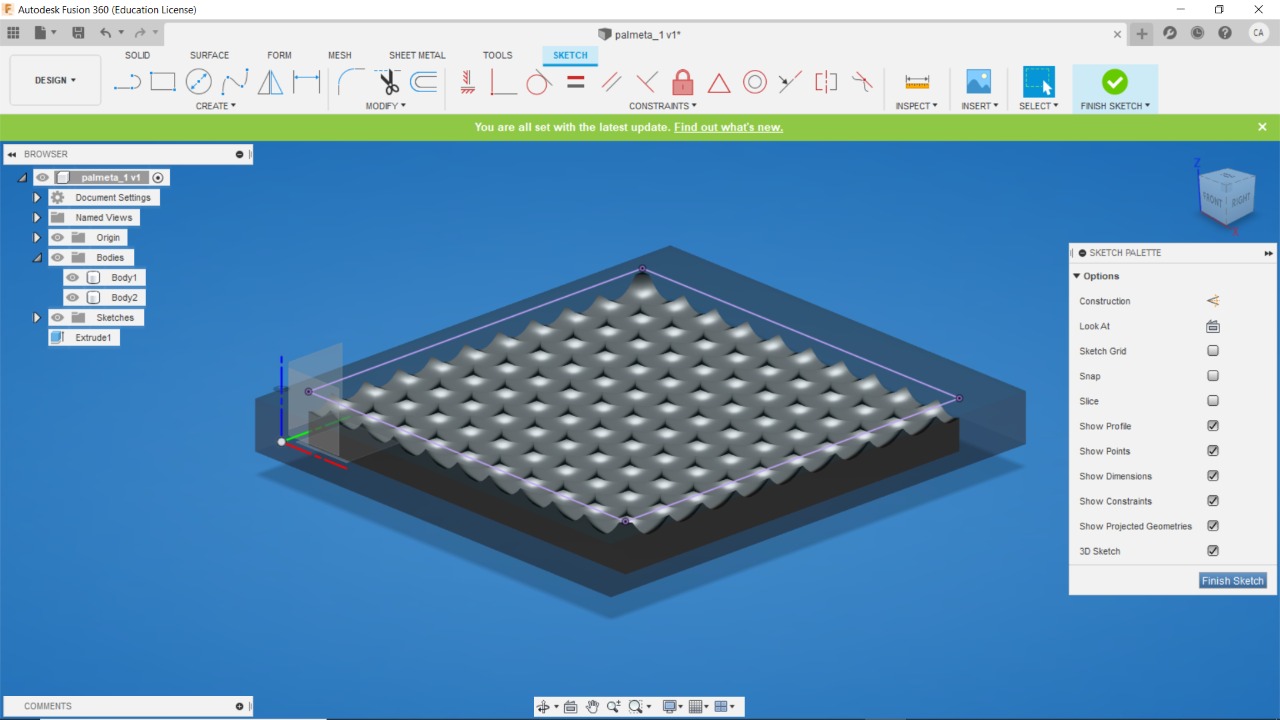 Autodesk Fusion 360 (Education License)
palmeta_1 v1*
CA
SOLID SURFACE FORM MESH SHEET METAL TOOLS SKETCH
DESIGN
CREATE MODIFY CONSTRAINTS INSPECT INSERT SELECT FINISH SKETCH
You are all set with the latest update. Find out what's new.
BROWSER
palmeta_1 v1
Document Settings
Named Views
Origin
Bodies
Body1
Body2
Sketches
Extrude1
Z
FRONT RIGHT
SKETCH PALETTE
Options
Construction
Look At
Sketch Grid
Snap
Slice
Show Profile
Show Points
Show Dimensions
Show Constraints
Show Projected Geometries
3D Sketch
Finish Sketch
COMMENTS